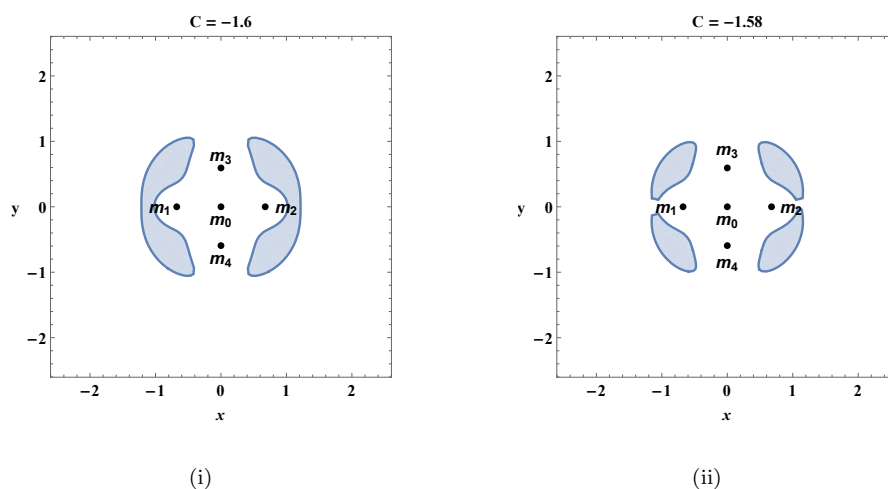 C = −1.6
2
1
m₃
y
0
m₁
m₀
m₂
m₄
−1
−2
−2
−1
0
1
2
x
(i)
C = −1.58
2
1
m₃
y
0
m₁
m₀
m₂
m₄
−1
−2
−2
−1
0
1
2
x
(ii)